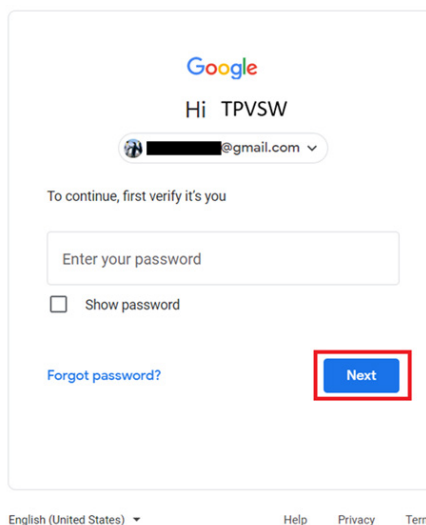 Google
Hi TPVSW
@gmail.com
To continue, first verify it's you
Enter your password
Show password
Forgot password?
Next
English (United States)
Help Privacy Term